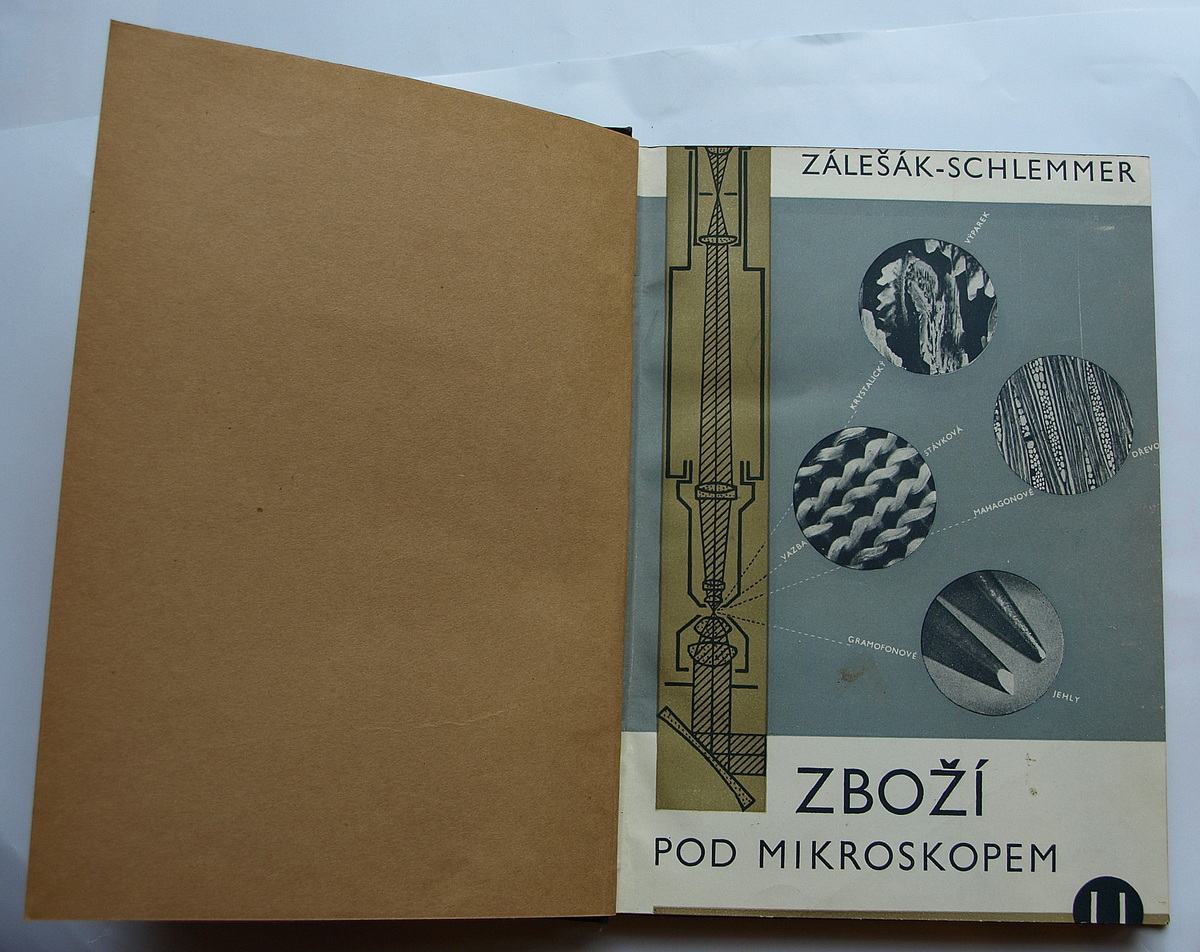 ZÁLEŠÁK-SCHLEMMER
KRYSTALICKÝ VÝPAREK
VAZBA STÁVKOVÁ
MAHAGONOVÉ DŘEVO
GRAMOFONOVÉ JEHLY
ZBOŽÍ
POD MIKROSKOPEM